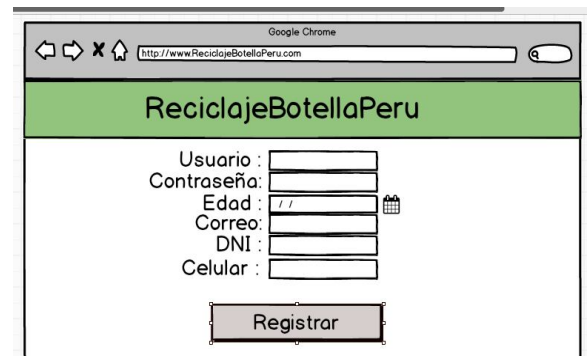 Google Chrome
http://www.ReciclajeBotellaPeru.com
ReciclajeBotellaPeru
Usuario :
Contraseña:
Edad : / /
Correo:
DNI :
Celular :
Registrar